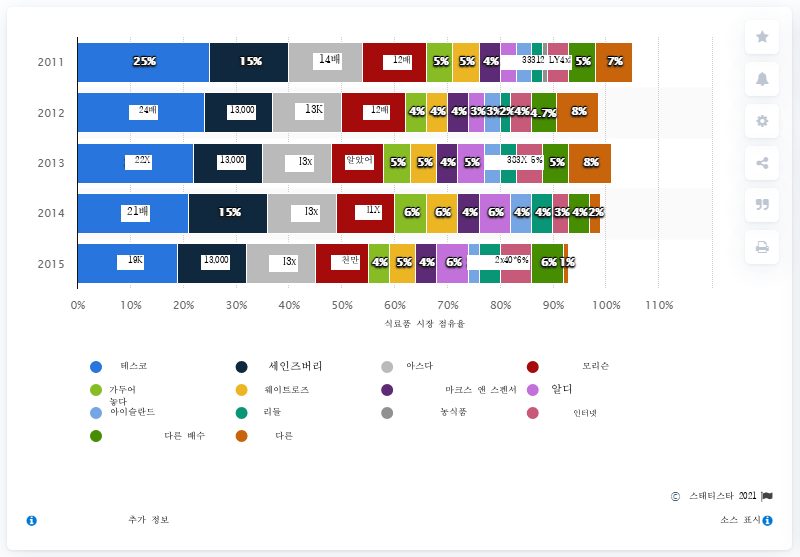 2011 25% 15% 14배 12배 5% 5% 4% 33312 LY4x 5% 7%
2012 24배 13,000 13K 12배 4% 4% 4% 3% 3% 2% 4% 4.7% 8%
2013 22X 13,000 13x 알았어 5% 5% 4% 5% 383X 5% 5% 8%
2014 21배 15% 13x 11X 6% 6% 4% 6% 4% 4% 3% 4% 2%
2015 19K 13,000 13x 천만 4% 5% 4% 6% 2x40°6% 6% 1%
0% 10% 20% 30% 40% 50% 60% 70% 80% 90% 100% 110%
식료품 시장 점유율
테스코 세인즈버리 아스다 모리슨
가두어 웨이트로즈 마크스 앤 스펜서 알디
놓다
아이슬란드 리들 농식품 인터넷
다른 배수 다른
© 스태티스타 2021
추가 정보 소스 표시